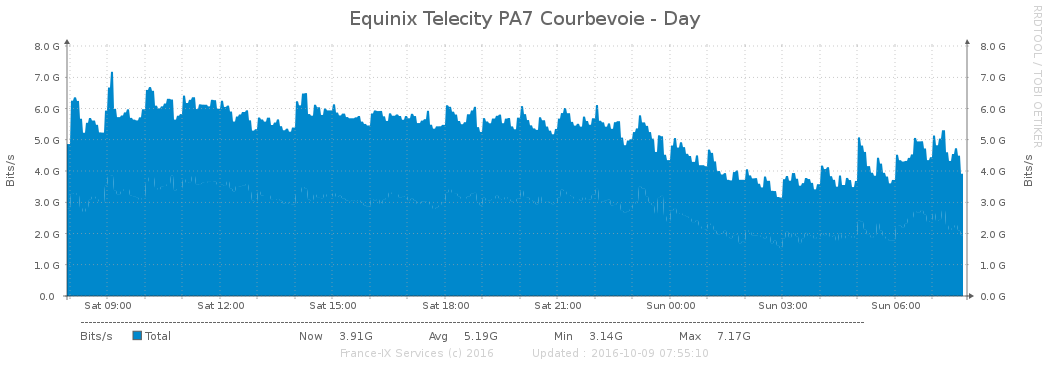 Equinix Telecity PA7 Courbevoie - Day
RRDTOOL / TOBI OETIKER
Bits/s
8.0 G
7.0 G
6.0 G
5.0 G
4.0 G
3.0 G
2.0 G
1.0 G
0.0
8.0 G
7.0 G
6.0 G
5.0 G
4.0 G
3.0 G
2.0 G
1.0 G
0.0 G
Bits/s
Sat 09:00 Sat 12:00 Sat 15:00 Sat 18:00 Sat 21:00 Sun 00:00 Sun 03:00 Sun 06:00
Bits/s Total Now 3.91G Avg 5.19G Min 3.14G Max 7.17G
France-IX Services (c) 2016 Updated : 2016-10-09 07:55:10